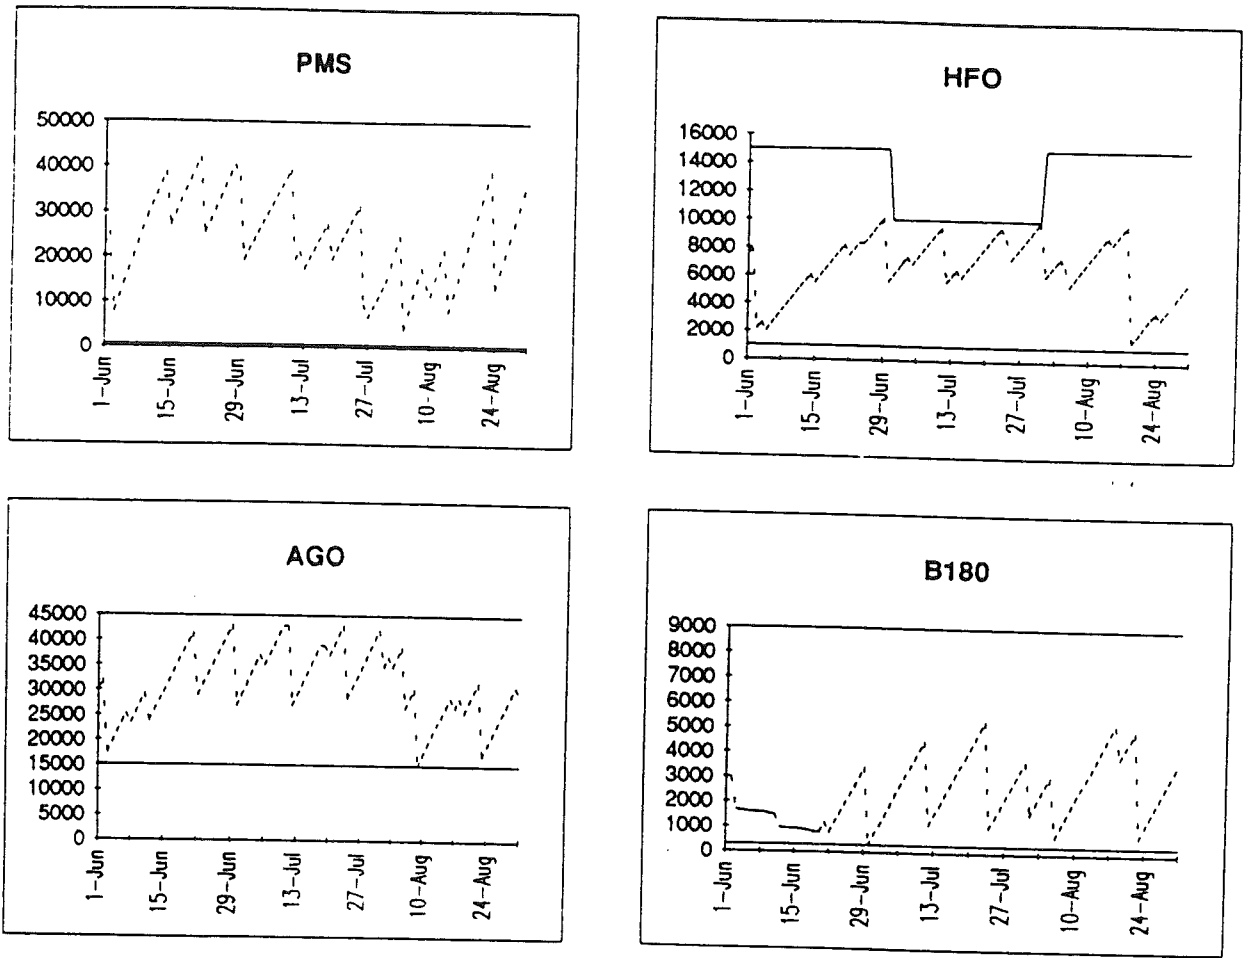 PMS
50000
40000
30000
20000
10000
0
1-Jun
15-Jun
29-Jun
13-Jul
27-Jul
10-Aug
24-Aug
HFO
16000
14000
12000
10000
8000
6000
4000
2000
0
1-Jun
15-Jun
29-Jun
13-Jul
27-Jul
10-Aug
24-Aug
AGO
45000
40000
35000
30000
25000
20000
15000
10000
5000
0
1-Jun
15-Jun
29-Jun
13-Jul
27-Jul
10-Aug
24-Aug
B180
9000
8000
7000
6000
5000
4000
3000
2000
1000
0
1-Jun
15-Jun
29-Jun
13-Jul
27-Jul
10-Aug
24-Aug